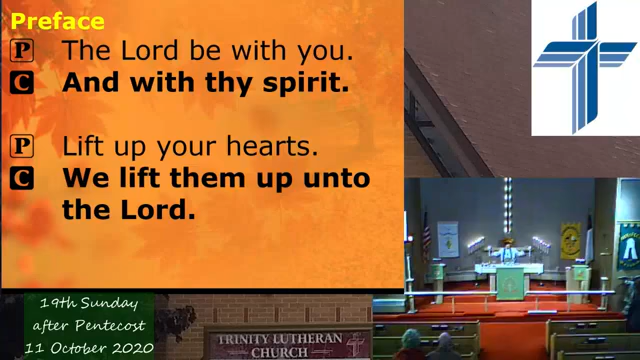 Preface
P The Lord be with you.
C And with thy spirit.
P Lift up your hearts.
C We lift them up unto
the Lord.
19th Sunday
after Pentecost
11 October 2020
TRINITY LUTHERAN
CHURCH